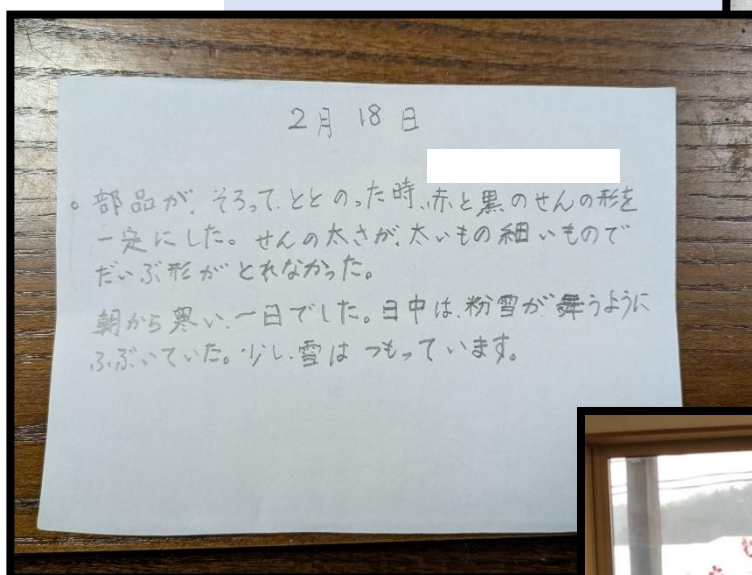 2月 18 日
。部品が、そろって、ととのった時、赤と黒のせんの形を
一定にした。せんの太さが、太いもの細いもので
だいぶ形がとれなかった。
朝から寒い、一日でした。日中は、粉雪が、舞うように
ふぶいていた。少し、雪は つもっています。